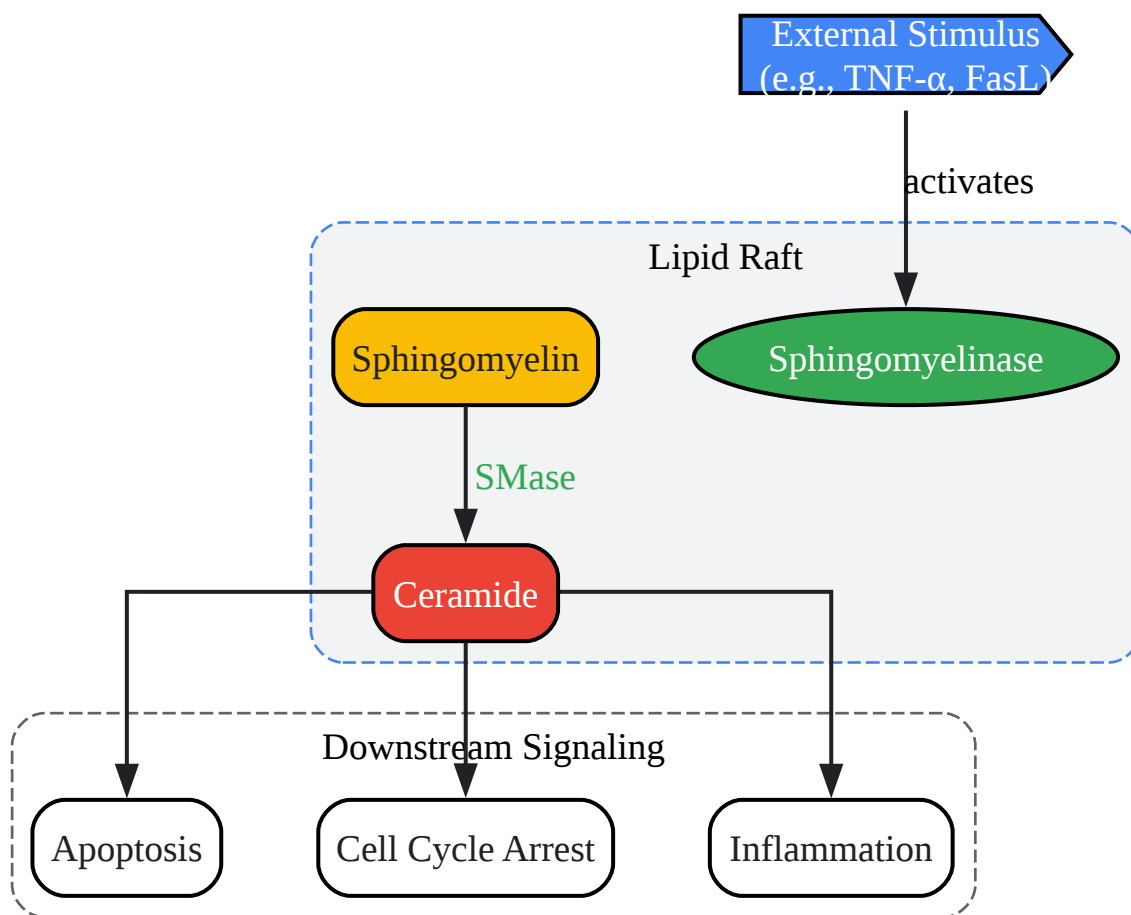 External Stimulus
(e.g., TNF-α, FasL)
activates
Lipid Raft
Sphingomyelin
Sphingomyelinase
SMase
Ceramide
Downstream Signaling
Apoptosis
Cell Cycle Arrest
Inflammation